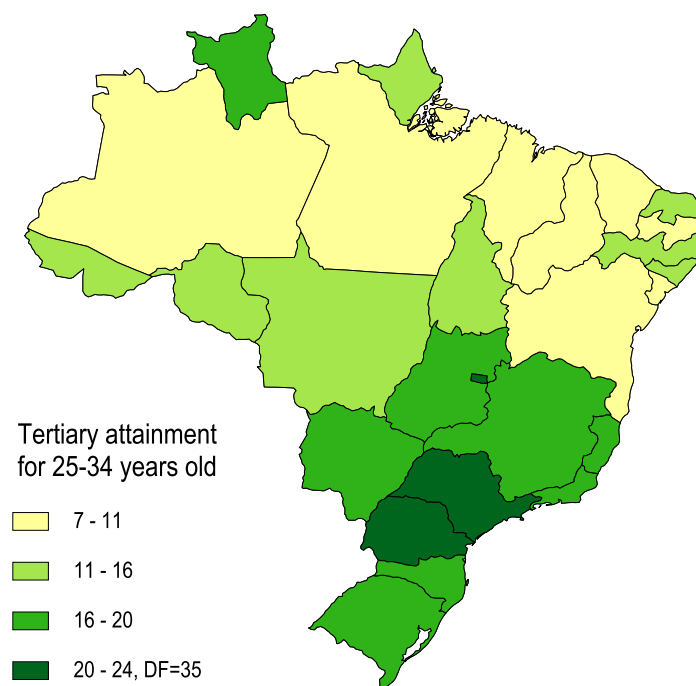 Tertiary attainment
for 25-34 years old
7 - 11
11 - 16
16 - 20
20 - 24, DF=35